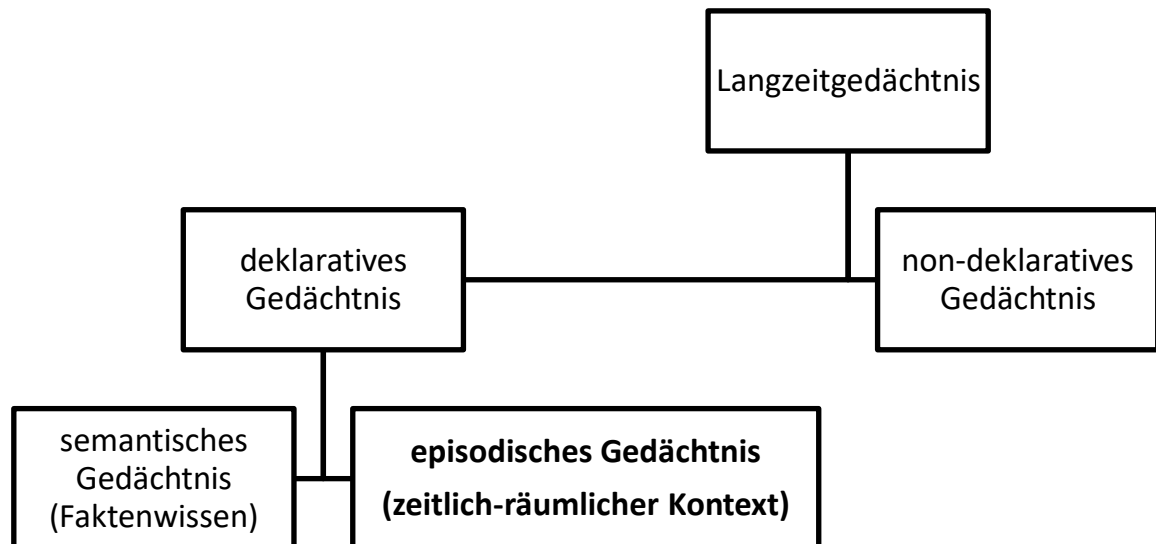 Langzeitgedächtnis
deklaratives
Gedächtnis
non-deklaratives
Gedächtnis
semantisches
Gedächtnis
(Faktenwissen)
episodisches Gedächtnis
(zeitlich-räumlicher Kontext)